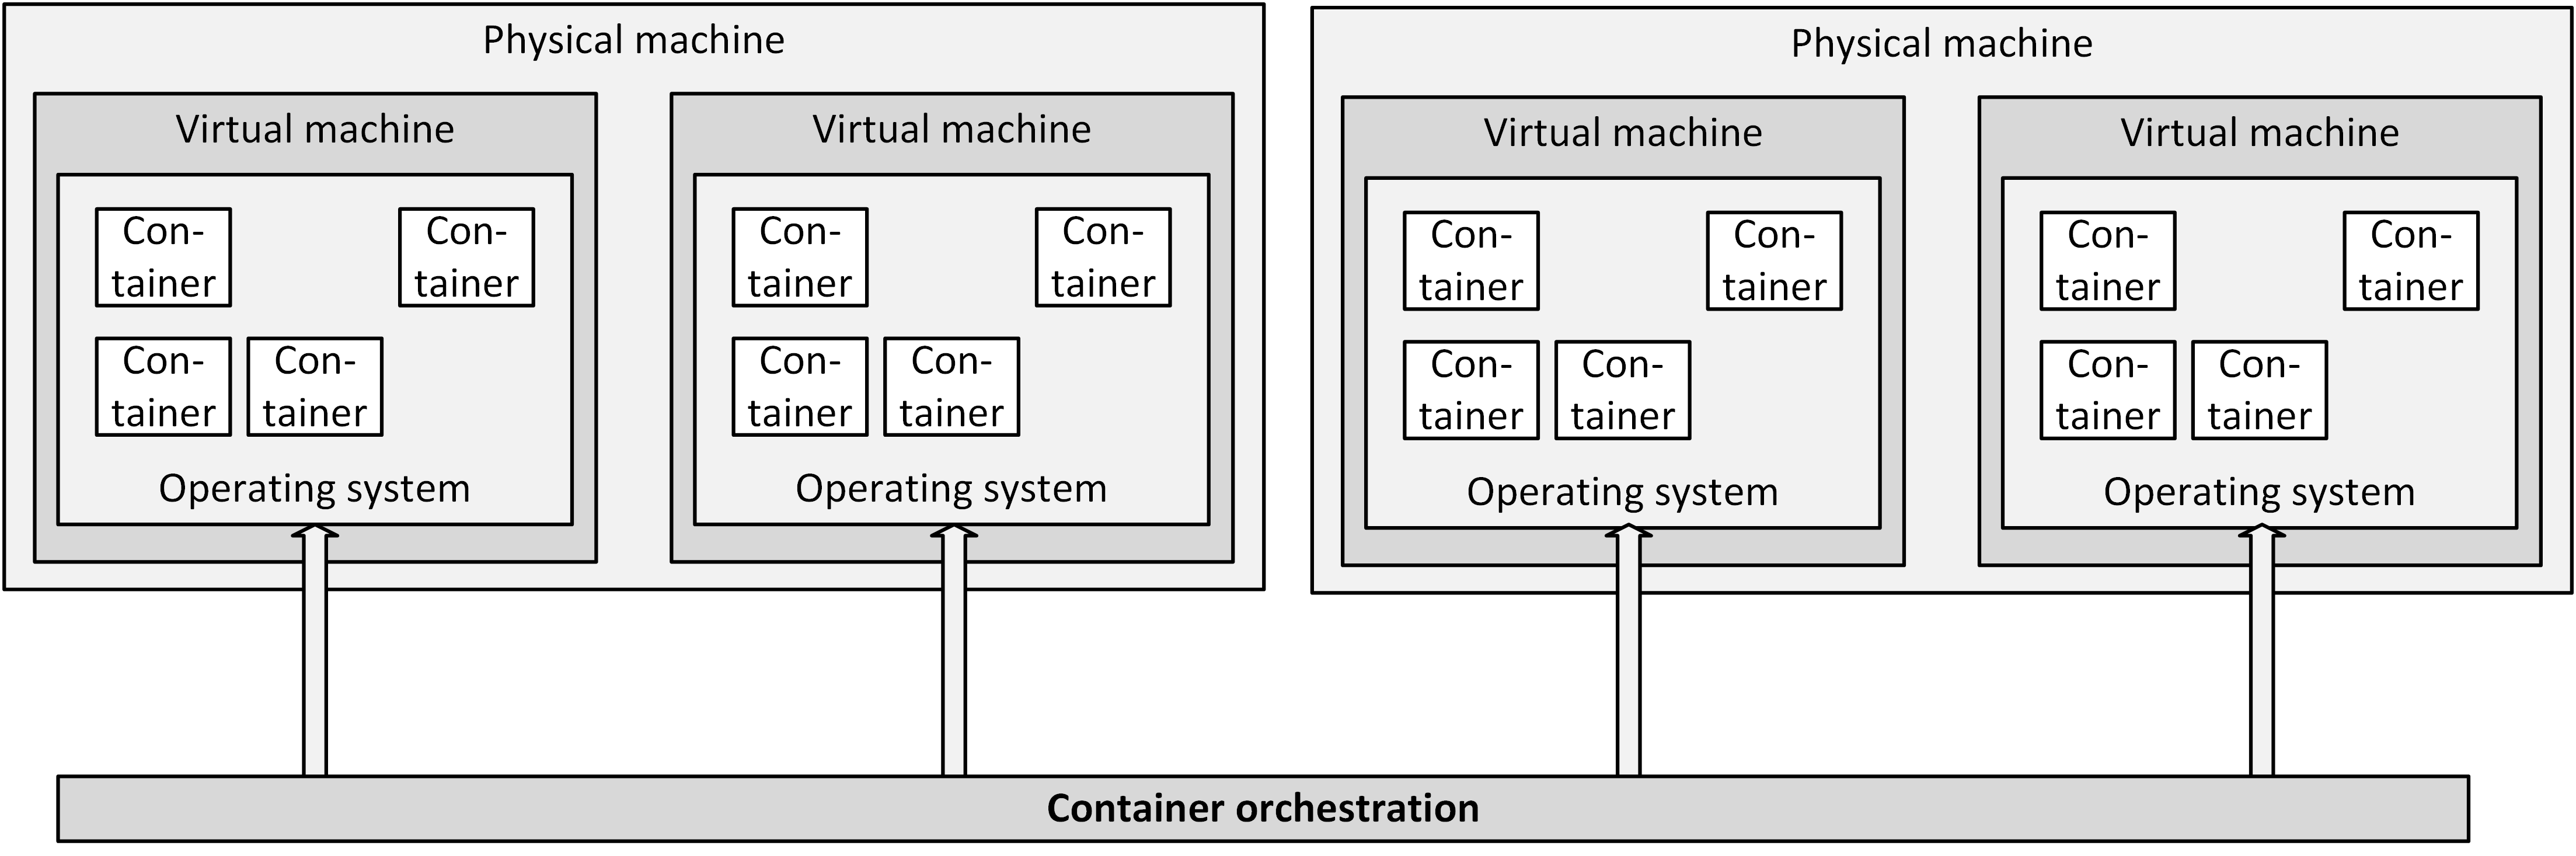 Physical machine
Virtual machine
Con-
tainer
Con-
tainer
Con-
tainer
Con-
tainer
Operating system
Virtual machine
Con-
tainer
Con-
tainer
Con-
tainer
Con-
tainer
Operating system
Physical machine
Virtual machine
Con-
tainer
Con-
tainer
Con-
tainer
Con-
tainer
Operating system
Virtual machine
Con-
tainer
Con-
tainer
Con-
tainer
Con-
tainer
Operating system
Container orchestration